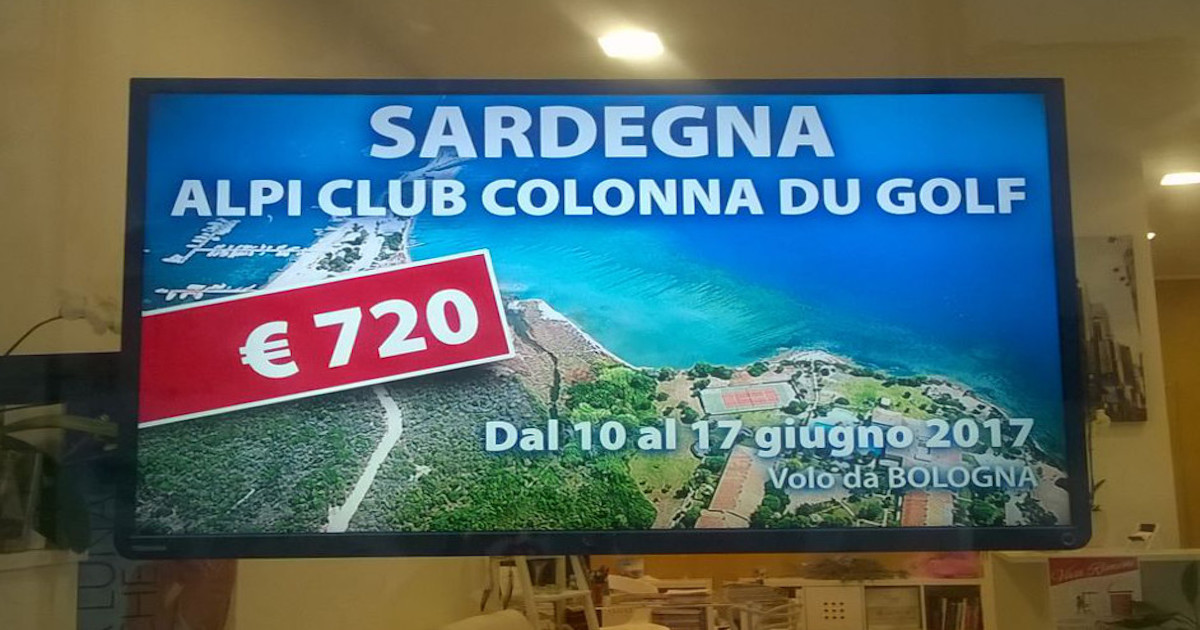 SARDEGNA
ALPI CLUB COLONNA DU GOLF
€ 720
Dal 10 al 17 giugno 2017
Volo da BOLOGNA